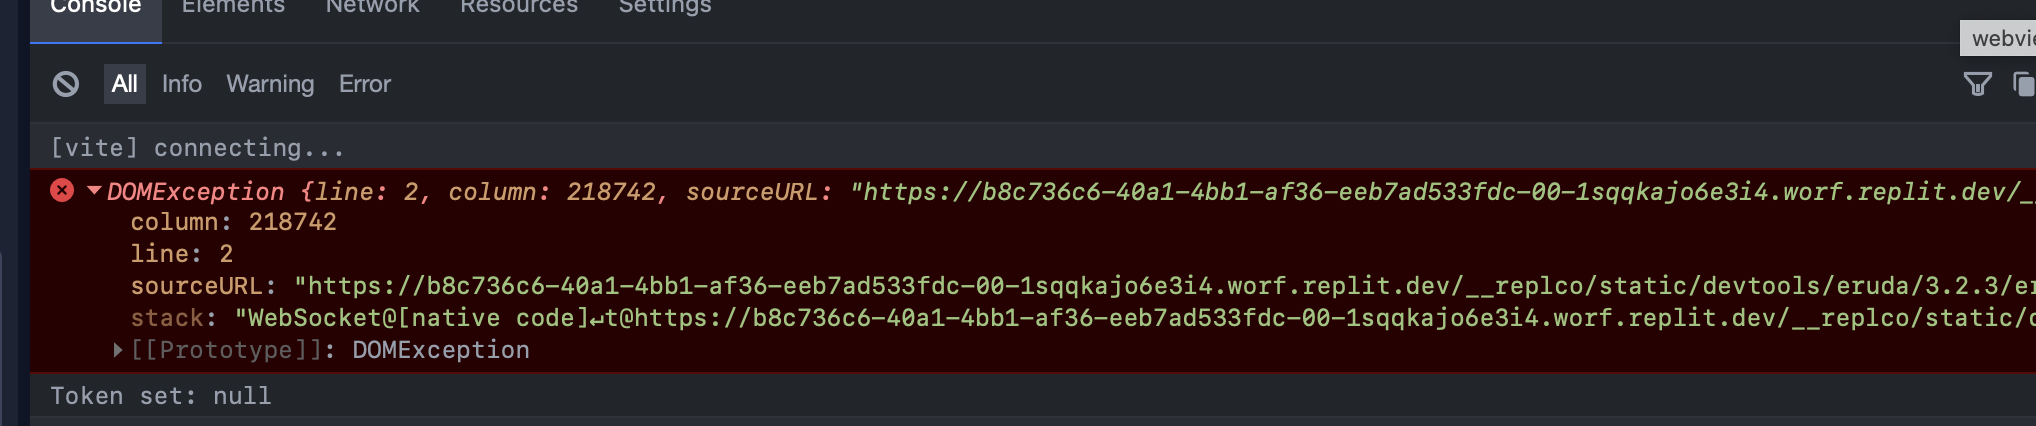 Console Elements Network Resources Settings
All Info Warning Error
[vite] connecting...
DOMException {line: 2, column: 218742, sourceURL: "https://b8c736c6-40a1-4bb1-af36-eeb7ad533fdc-00-1sqqkajo6e3i4.worf.replit.dev/_
column: 218742
line: 2
sourceURL: "https://b8c736c6-40a1-4bb1-af36-eeb7ad533fdc-00-1sqqkajo6e3i4.worf.replit.dev/__replco/static/devtools/eruda/3.2.3/er
stack: "WebSocket@[native code]↵t@https://b8c736c6-40a1-4bb1-af36-eeb7ad533fdc-00-1sqqkajo6e3i4.worf.replit.dev/__replco/static/
[[Prototype]]: DOMException
Token set: null